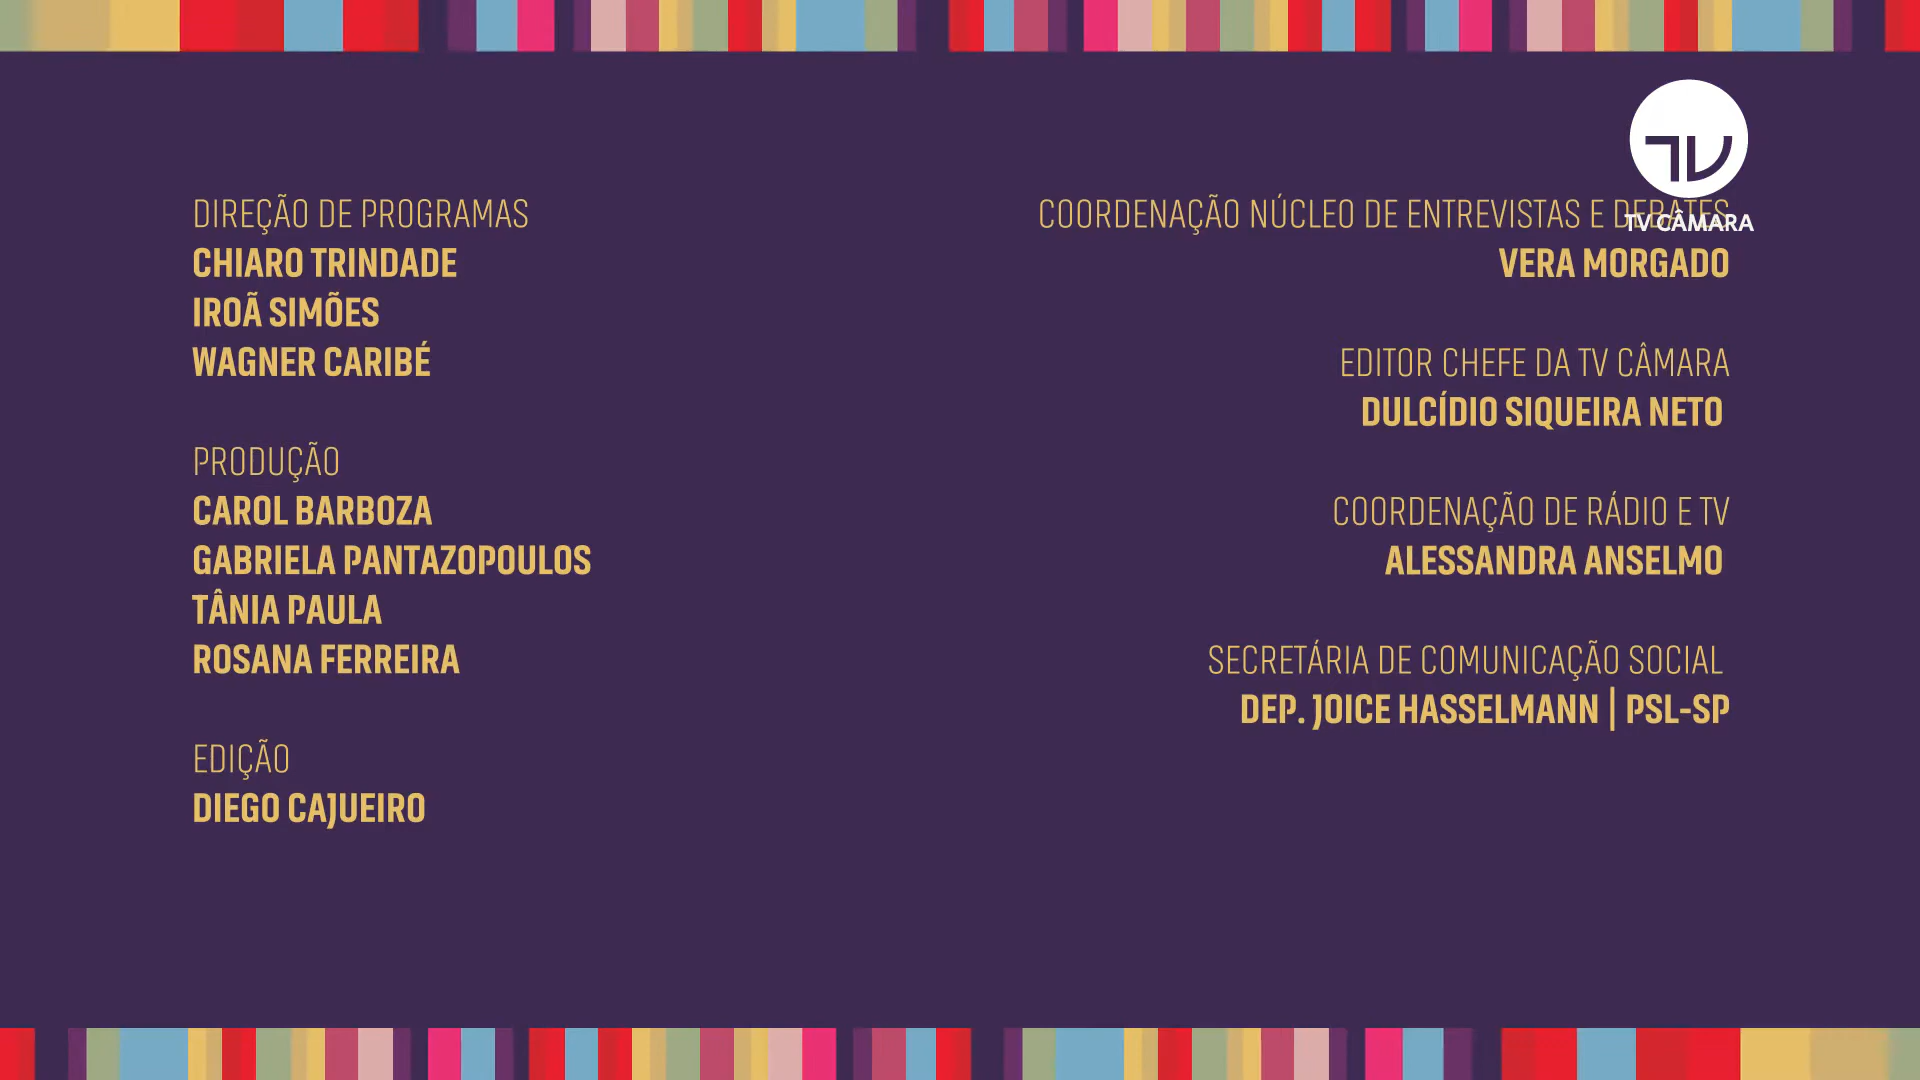 DIREÇÃO DE PROGRAMAS
CHIARO TRINDADE
IROÃ SIMÕES
WAGNER CARIBÉ
PRODUÇÃO
CAROL BARBOZA
GABRIELA PANTAZOPOULOS
TÂNIA PAULA
ROSANA FERREIRA
EDIÇÃO
DIEGO CAJUEIRO
TV
TV CÂMARA
COORDENAÇÃO NÚCLEO DE ENTREVISTAS E DEBATES
VERA MORGADO
EDITOR CHEFE DA TV CÂMARA
DULCÍDIO SIQUEIRA NETO
COORDENAÇÃO DE RÁDIO E TV
ALESSANDRA ANSELMO
SECRETÁRIA DE COMUNICAÇÃO SOCIAL
DEP. JOICE HASSELMANN | PSL-SP